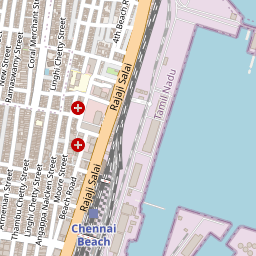 4th Beach Road
Linghi Chetty Street
Coral Merchant Str
Ramaswamy Street
New Street
Rajaji Salai
Tamil Nadu
Rajaji Salai
Moore Street
Beach Road
Angappa Naicken Street
Linghi Chetty Street
Thambu Chetty Street
Armenian Street
Chennai
Beach